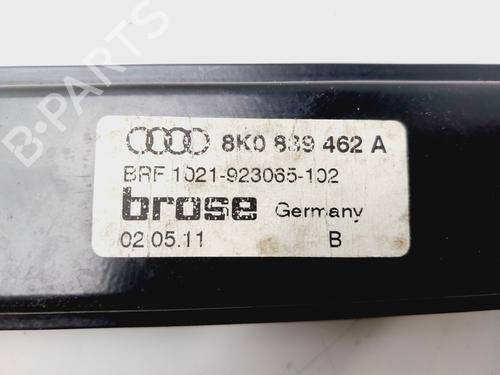 8K0 839 462 A
BRF 1021-923065-102
brose Germany
02.05.11 B
B-PARTS